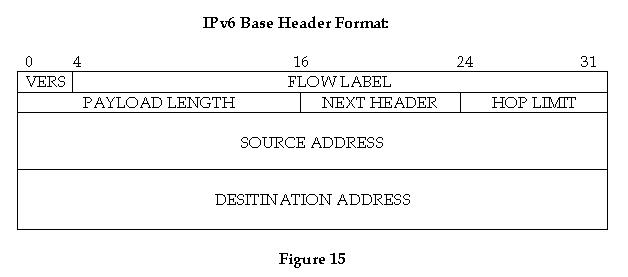 IPv6 Base Header Format:
0 4 16 24 31
VERS FLOW LABEL
PAYLOAD LENGTH NEXT HEADER HOP LIMIT
SOURCE ADDRESS
DESITINATION ADDRESS
Figure 15